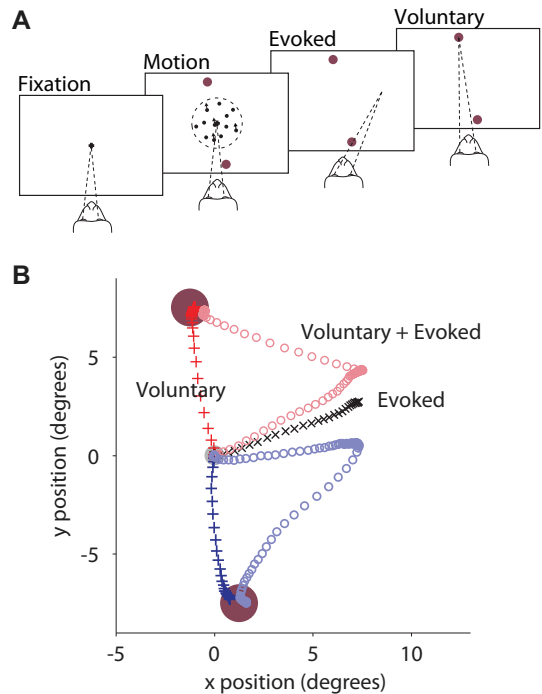 A
Fixation
Motion
Evoked
Voluntary
B
Voluntary + Evoked
Voluntary
Evoked
y position (degrees)
5
0
-5
-5
0
5
10
x position (degrees)